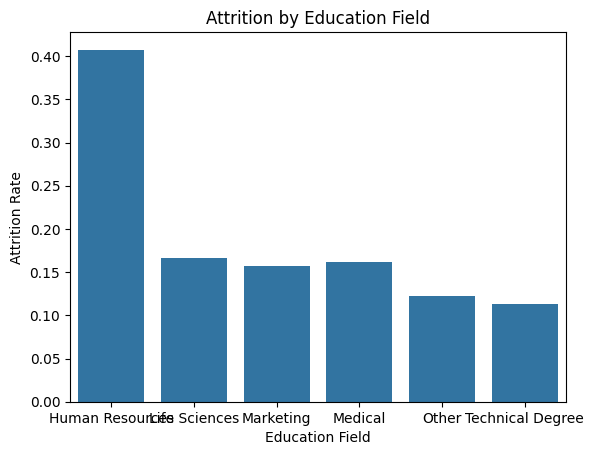 Attrition by Education Field
0.40
0.35
0.30
0.25
0.20
0.15
0.10
0.05
0.00
Attrition Rate
Human Resources Life Sciences Marketing Medical Other Technical Degree
Education Field